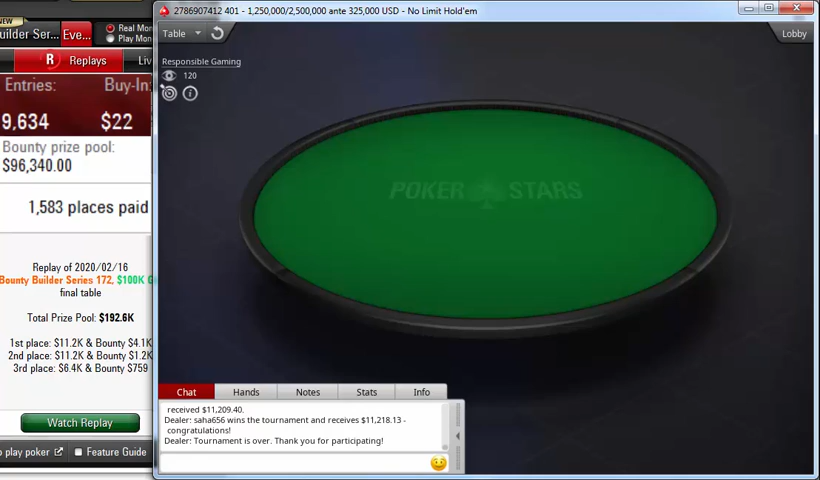 2786907412 401 - 1,250,000/2,500,000 ante 325,000 USD - No Limit Hold'em
NEW
uilder Ser... Eve...
Real Mon
Play Mon
Table
Lobby
R Replays Liv
Responsible Gaming
120
Entries: Buy-In:
9,634 $22
Bounty prize pool:
$96,340.00
1,583 places paid
POKER STARS
Replay of 2020/02/16
Bounty Builder Series 172, $100K G
final table
Total Prize Pool: $192.6K
1st place: $11.2K & Bounty $4.1K
2nd place: $11.2K & Bounty $1.2K
3rd place: $6.4K & Bounty $759
Watch Replay
o play poker Feature Guide
Chat Hands Notes Stats Info
received $11,209.40.
Dealer: saha656 wins the tournament and receives $11,218.13 -
congratulations!
Dealer: Tournament is over. Thank you for participating!